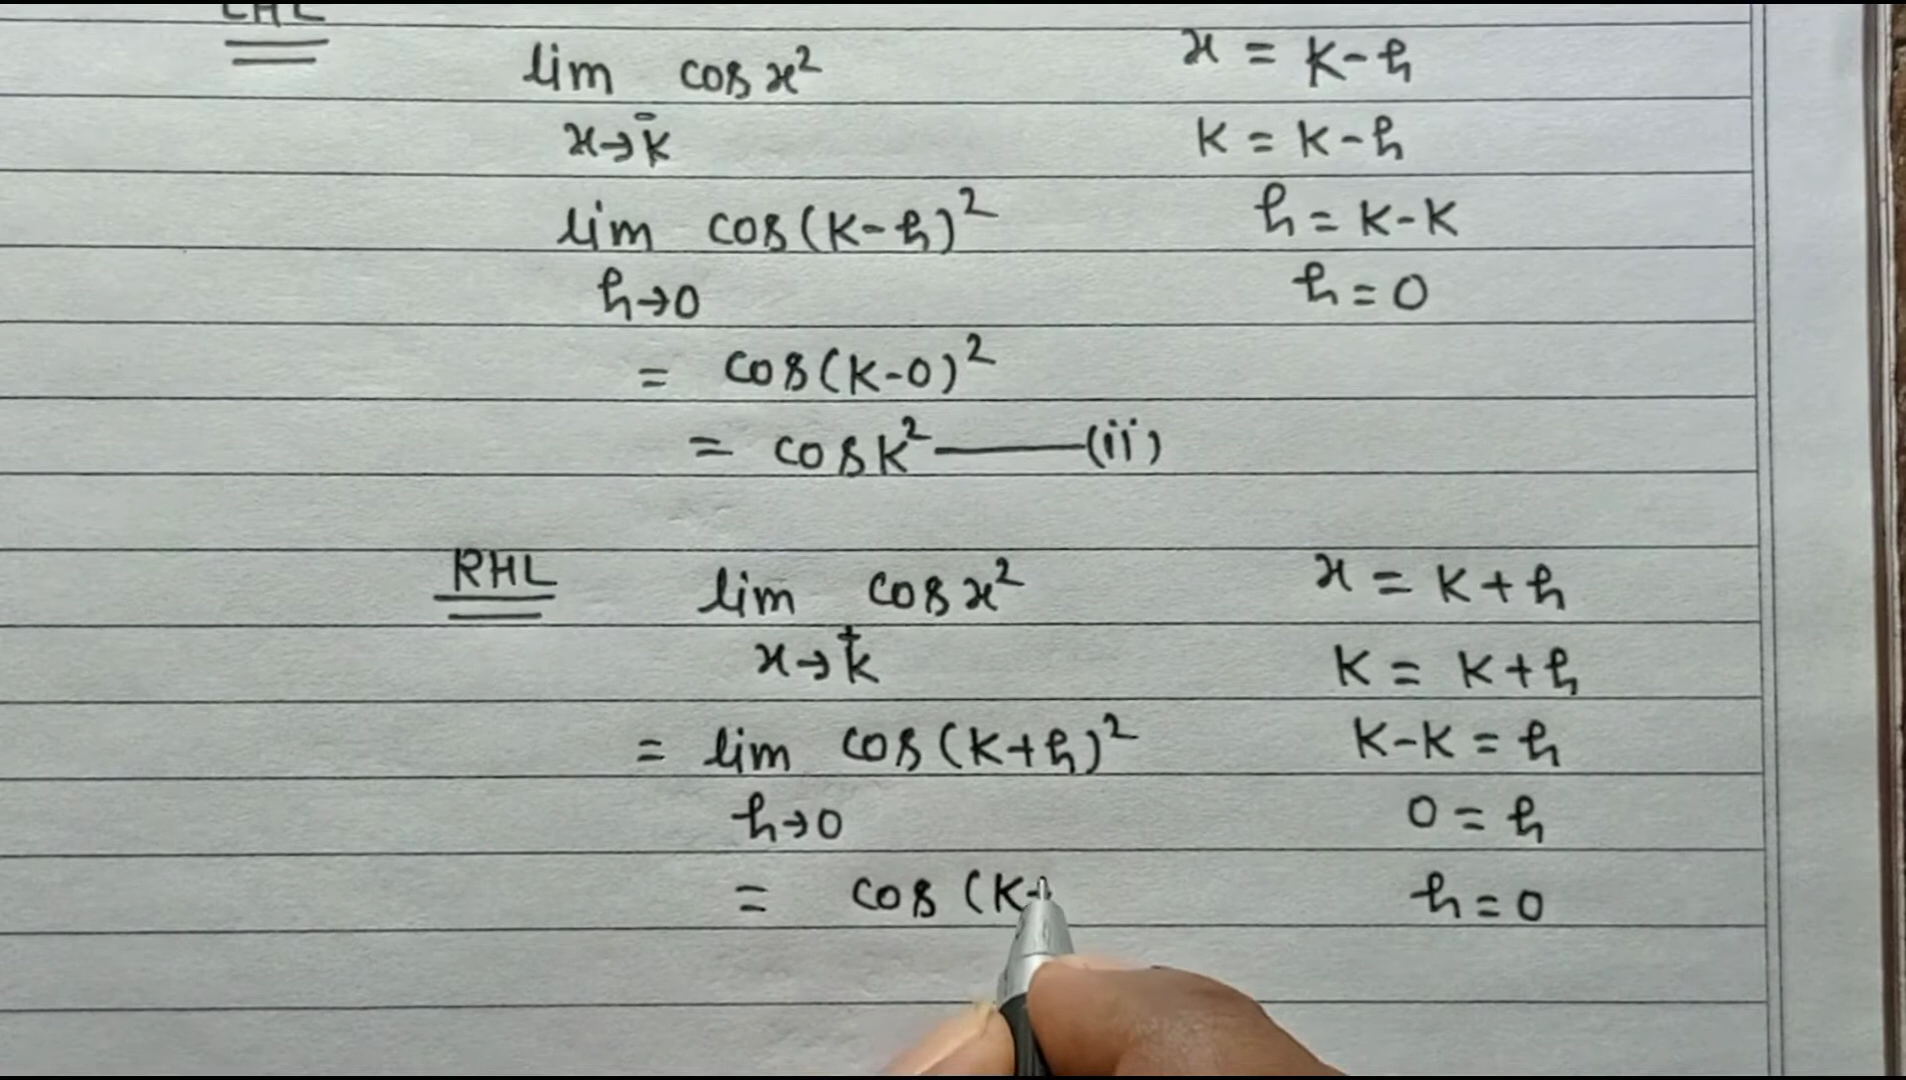 LHL
lim cos x² x = K-h
x→k⁻ K = K-h
lim cos(K-h)² h = K-K
h→0 h = 0
= cos(K-0)²
= cos K² ——— (ii)
RHL lim cos x² x = K+h
x→k⁺ K = K+h
= lim cos(K+h)² K-K = h
h→0 0 = h
= cos (K+ h = 0